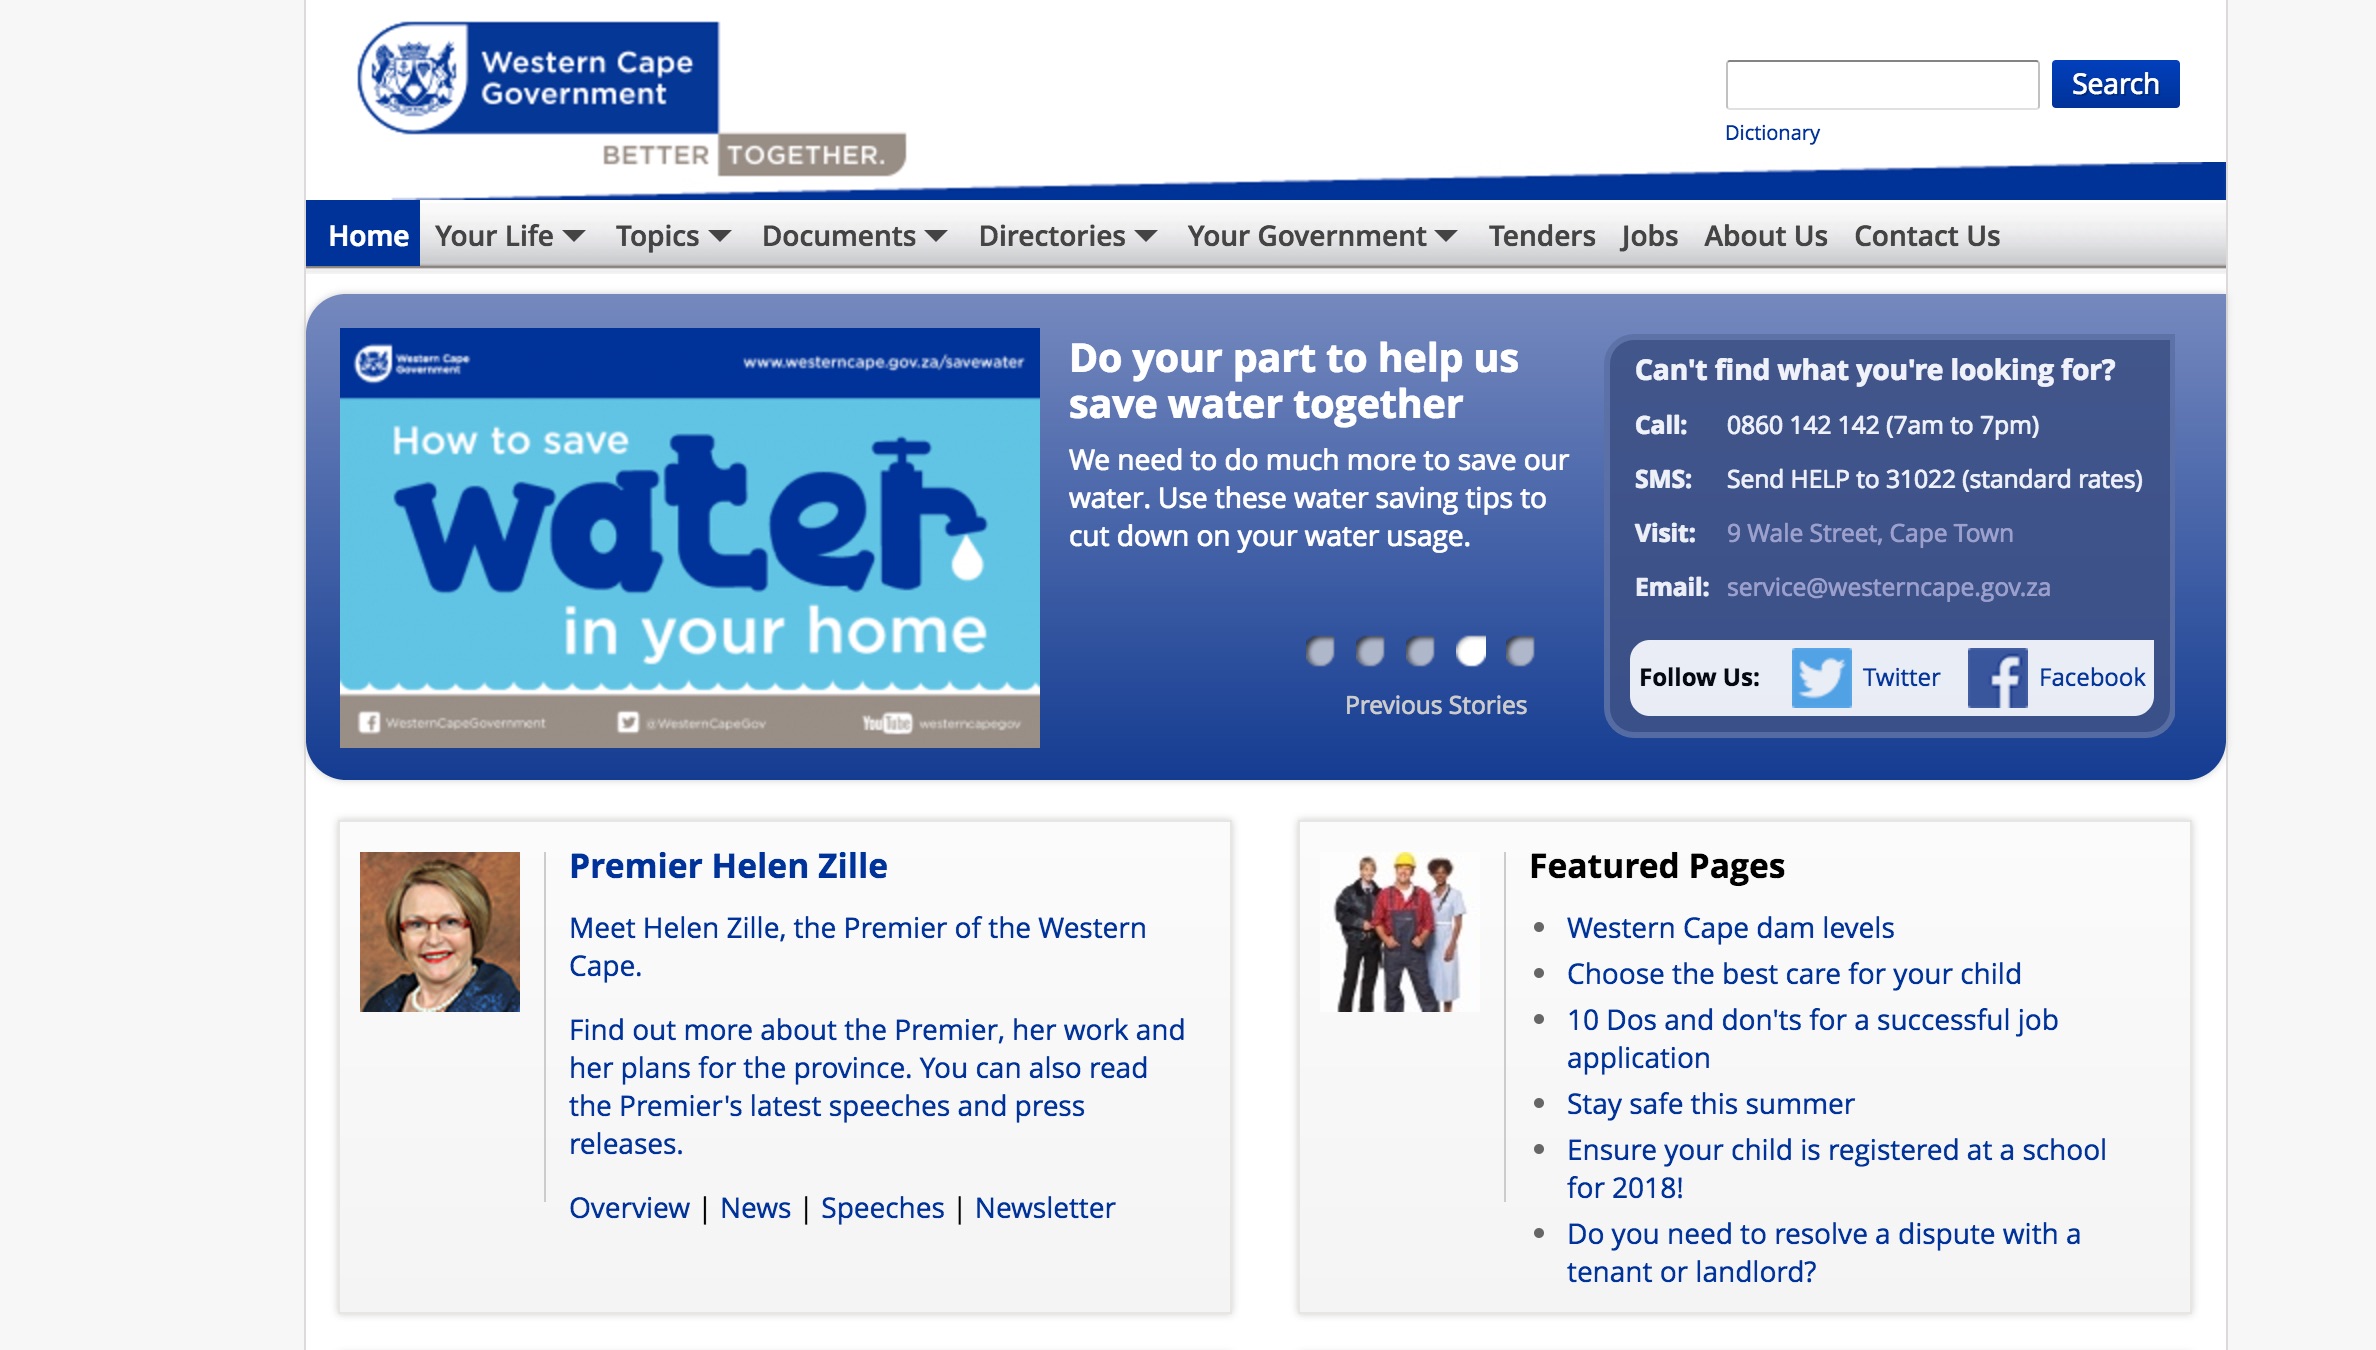 Western Cape
Government
BETTER TOGETHER.
Search
Dictionary
Home Your Life Topics Documents Directories Your Government Tenders Jobs About Us Contact Us
Western Cape
Government
www.westerncape.gov.za/savewater
How to save
water
in your home
WesternCapeGovernment @WesternCapeGov YouTube westerncapegov
Do your part to help us
save water together
We need to do much more to save our
water. Use these water saving tips to
cut down on your water usage.
Previous Stories
Can't find what you're looking for?
Call: 0860 142 142 (7am to 7pm)
SMS: Send HELP to 31022 (standard rates)
Visit: 9 Wale Street, Cape Town
Email: service@westerncape.gov.za
Follow Us: Twitter Facebook
Premier Helen Zille
Meet Helen Zille, the Premier of the Western
Cape.
Find out more about the Premier, her work and
her plans for the province. You can also read
the Premier's latest speeches and press
releases.
Overview | News | Speeches | Newsletter
Featured Pages
• Western Cape dam levels
• Choose the best care for your child
• 10 Dos and don'ts for a successful job
application
• Stay safe this summer
• Ensure your child is registered at a school
for 2018!
• Do you need to resolve a dispute with a
tenant or landlord?